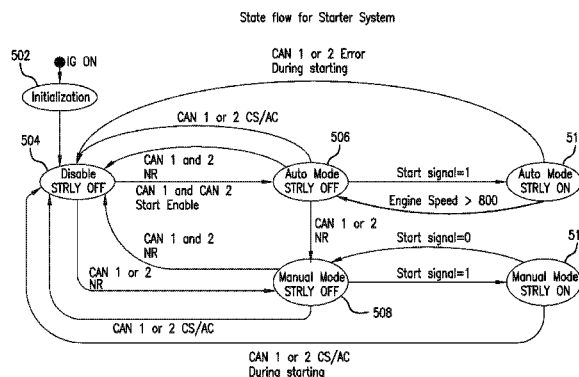 State flow for Starter System
502
IG ON
Initialization
CAN 1 or 2 Error
During starting
CAN 1 or 2 CS/AC
504
506
51
Disable
STRLY OFF
CAN 1 and 2
NR
CAN 1 and CAN 2
Start Enable
Auto Mode
STRLY OFF
Start signal=1
Auto Mode
STRLY ON
Engine Speed > 800
CAN 1 or 2
NR
CAN 1 and 2
NR
Start signal=0
51
CAN 1 or 2
NR
Manual Mode
STRLY OFF
Start signal=1
Manual Mode
STRLY ON
508
CAN 1 or 2 CS/AC
CAN 1 or 2 CS/AC
During starting